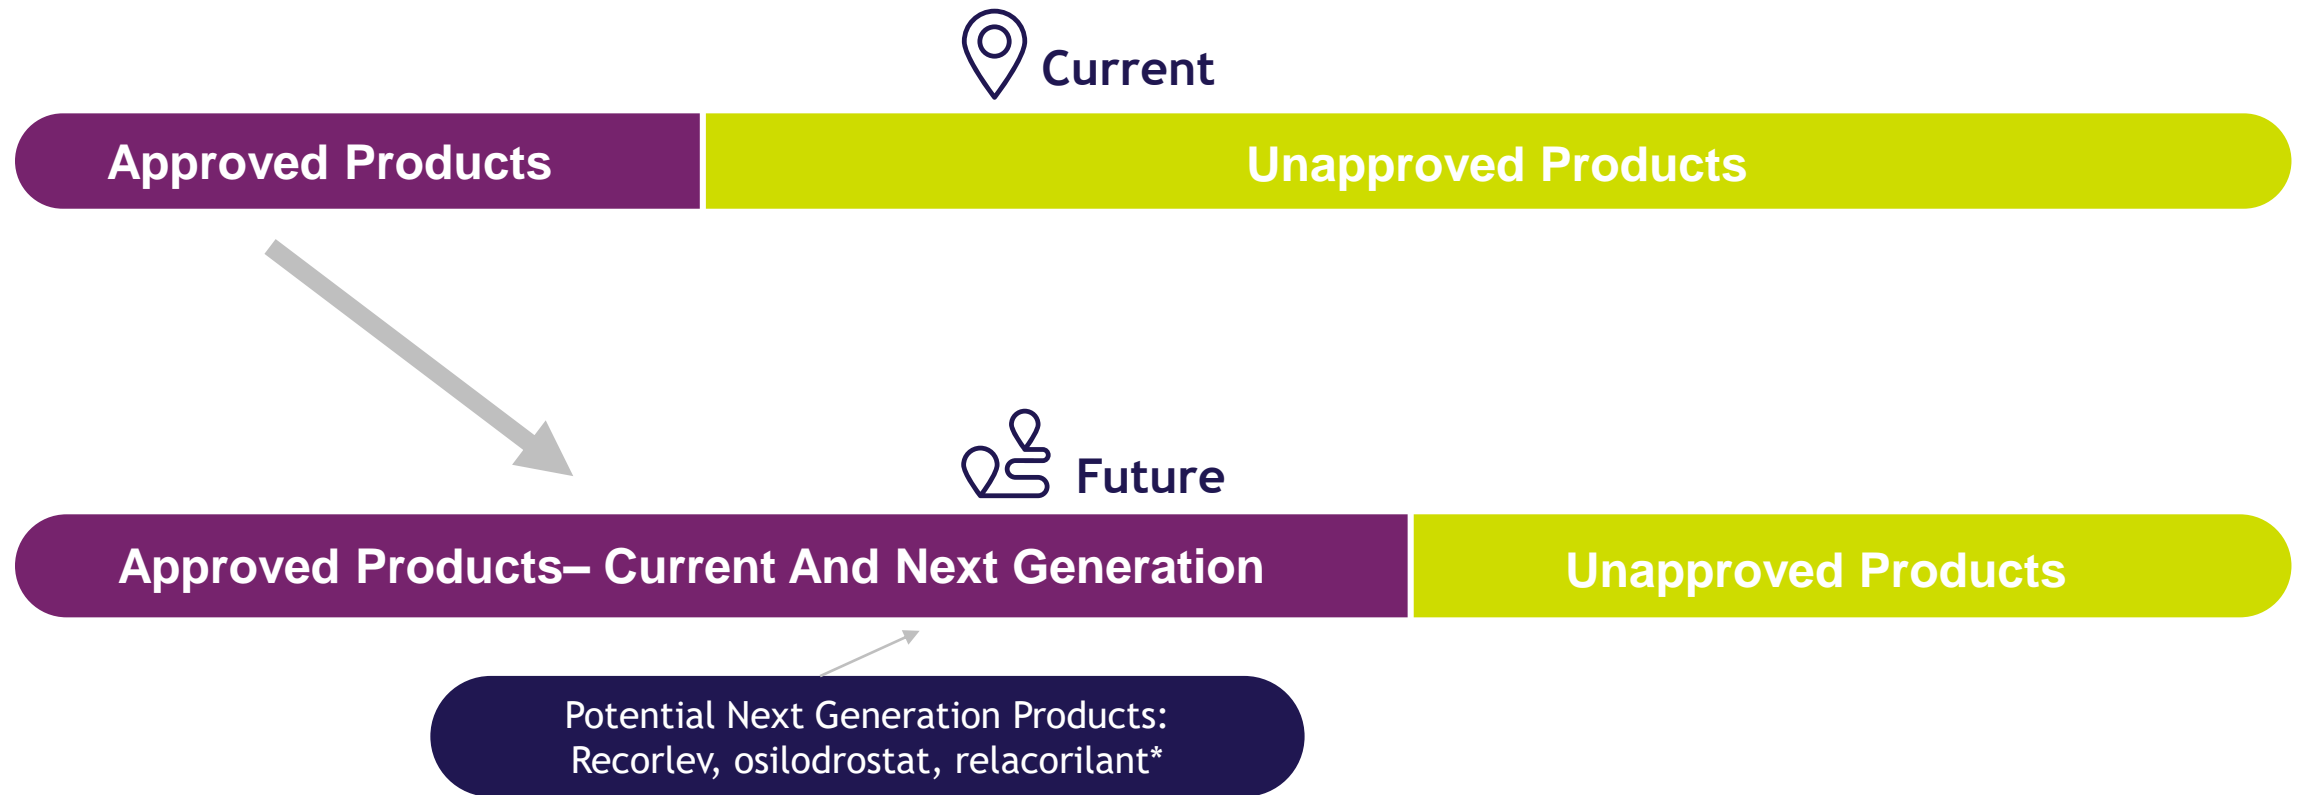 Current
Approved Products
Unapproved Products
Future
Approved Products– Current And Next Generation
Unapproved Products
Potential Next Generation Products:
Recorlev, osilodrostat, relacorilant*